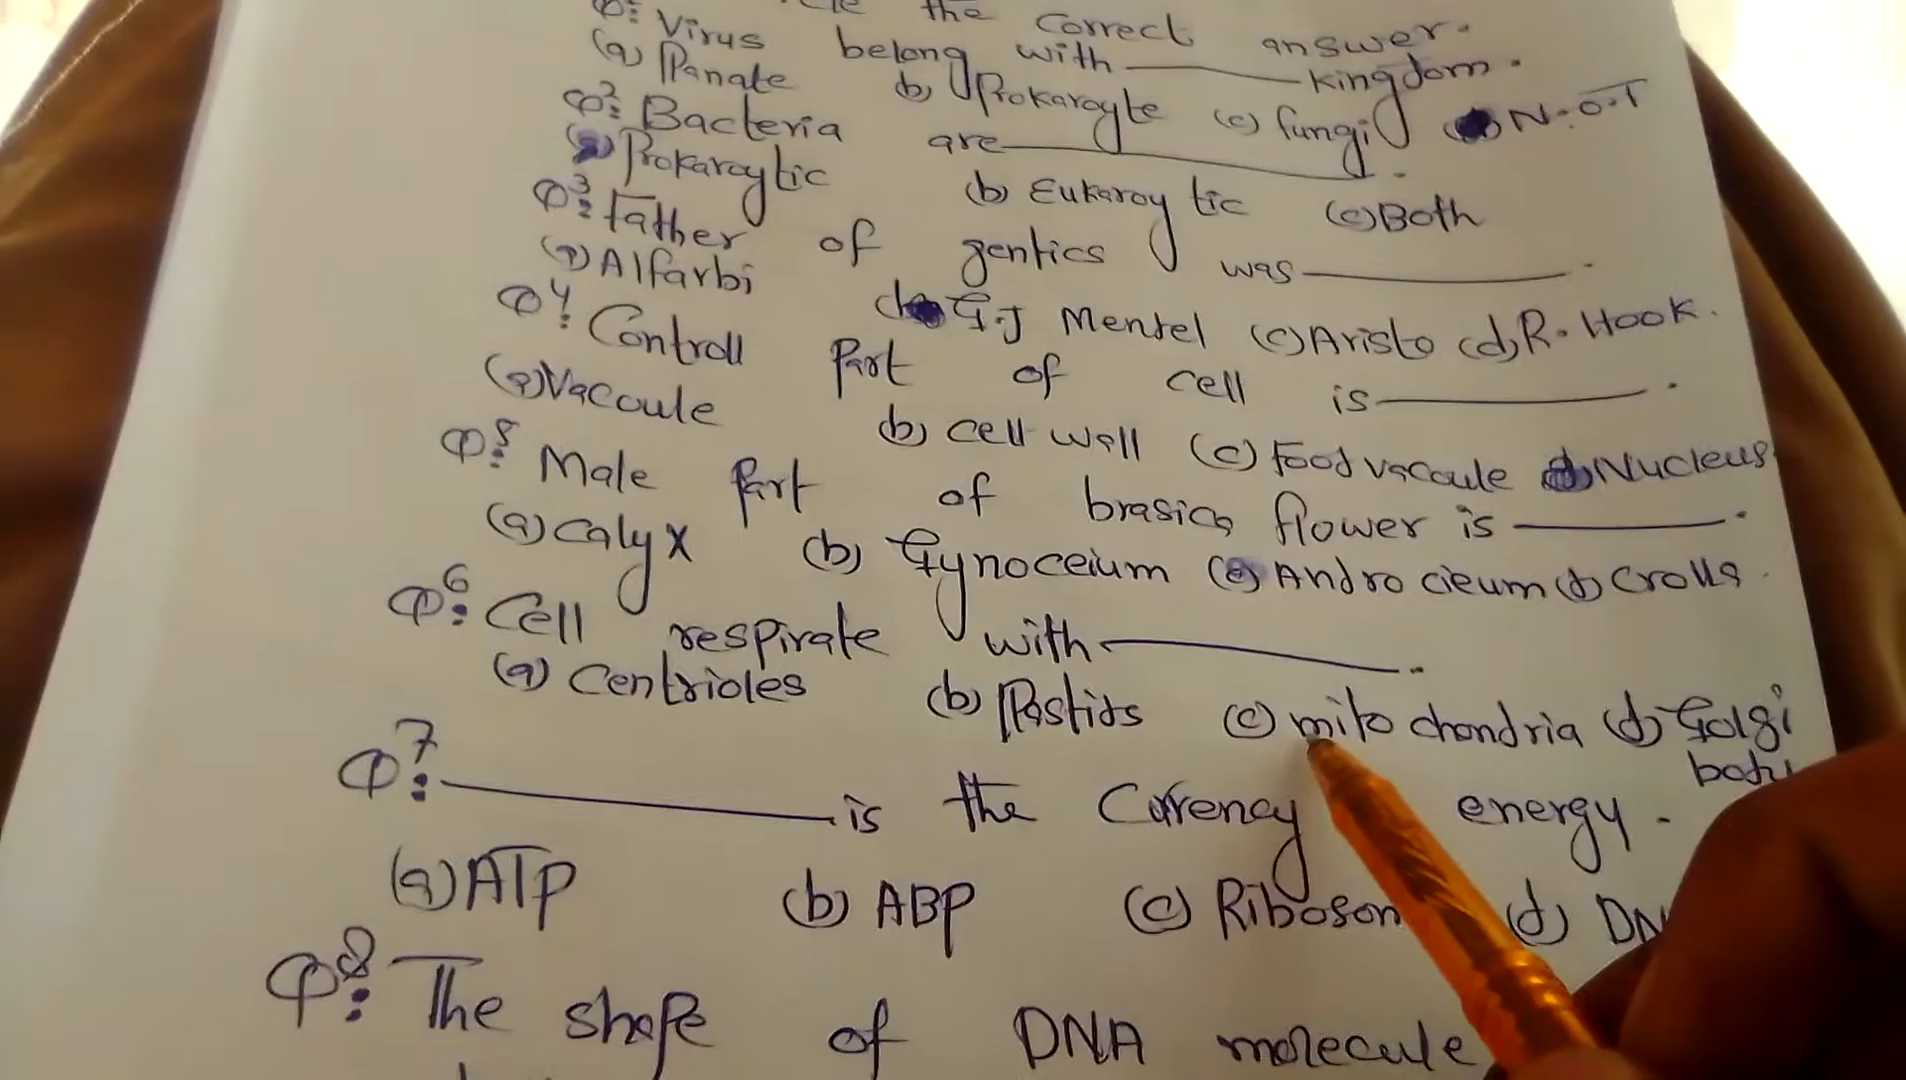 the correct answer.
Q1: Virus belong with ______ kingdom.
(a) Panate (b) Prokaroyte (c) fungi (d) N.O.T
Q2: Bacteria are ______.
(a) Prokaroytic (b) Eukaroytic (c) Both
Q3: Father of gentics was ______.
(a) Alfarbi (b) G.J Mentel (c) Aristo (d) R. Hook.
Q4: Controll Part of cell is ______.
(a) Vacoule (b) cell wall (c) Food vacoule (d) Nucleus
Q5: Male Part of brasica flower is ______.
(a) Calyx (b) Gynoceium (c) Androcieum (d) Crolla.
Q6: Cell respirate with ______.
(a) Centrioles (b) Plastids (c) mitochondria (d) Golgi body
Q7: ______ is the Currency energy.
(a) ATP (b) ABP (c) Riboson (d) DN
Q8: The shape of DNA molecule